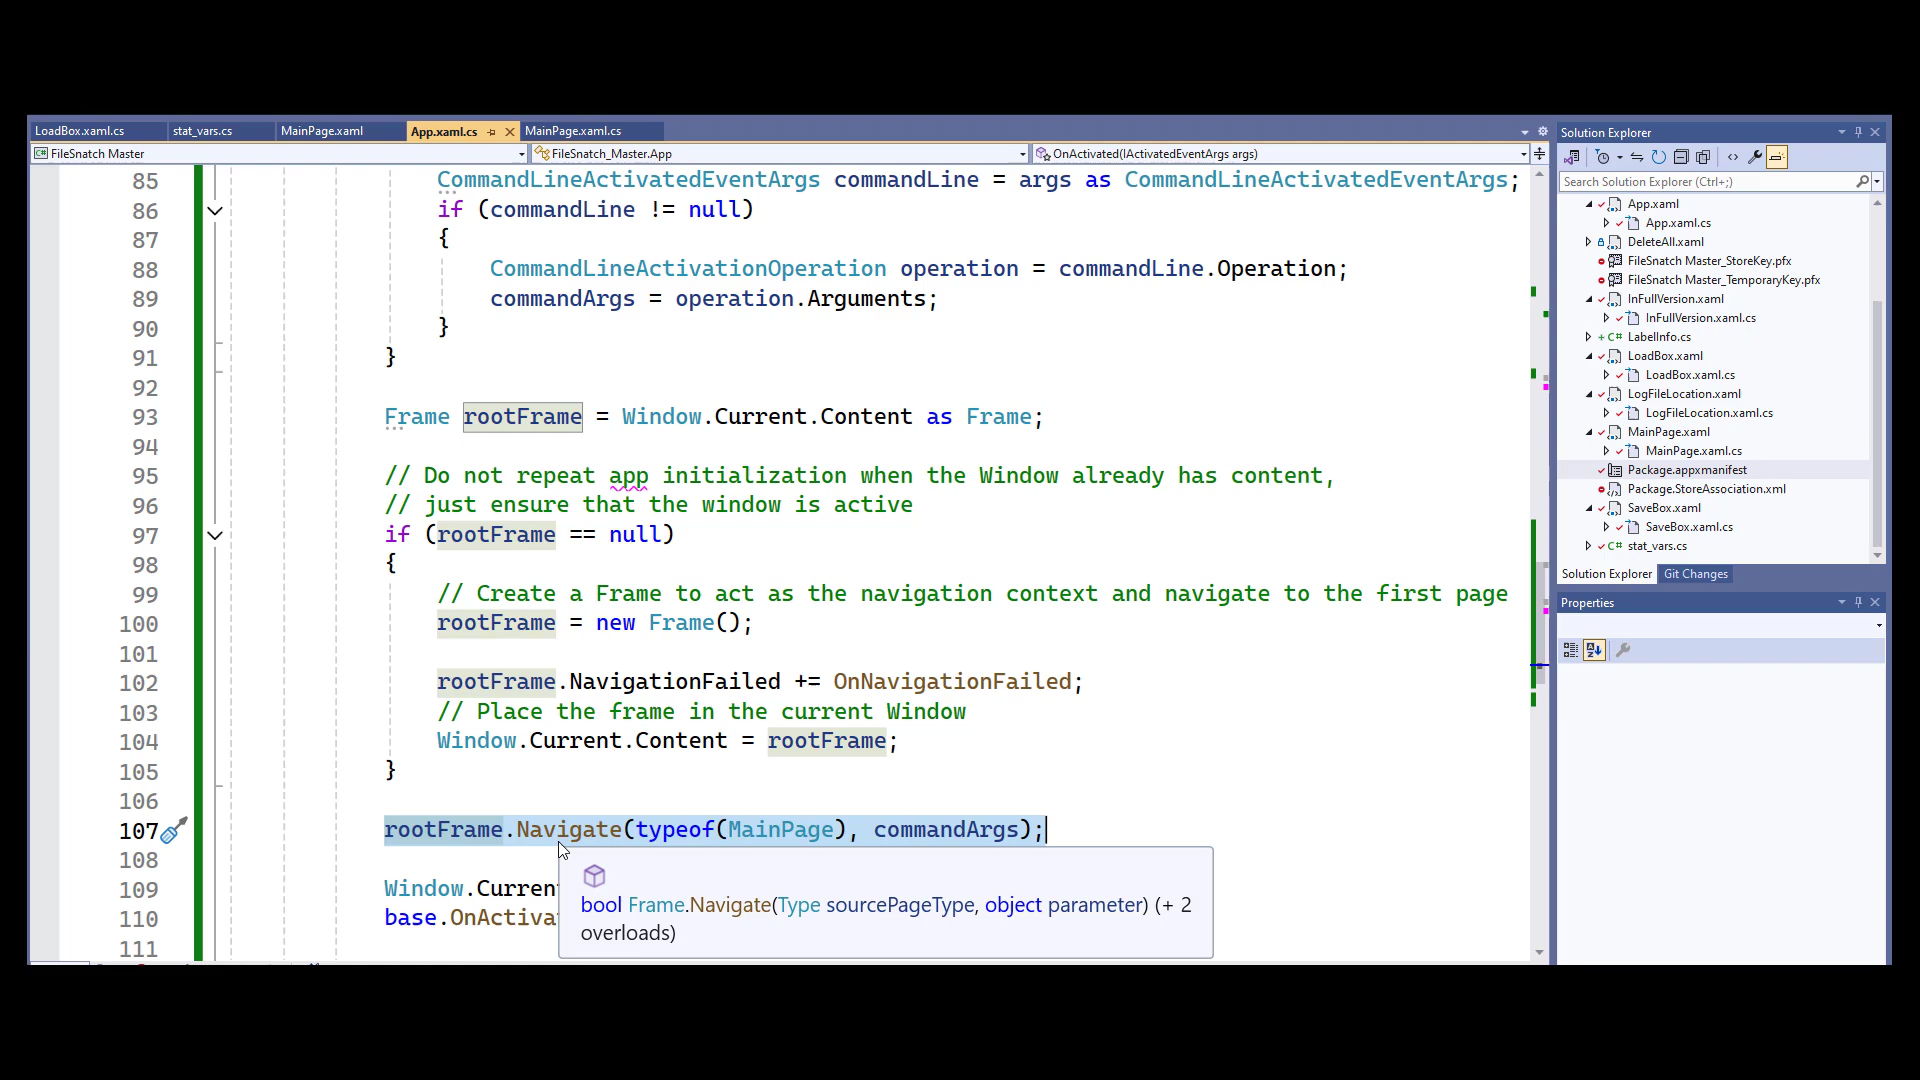 LoadBox.xaml.cs
stat_vars.cs
MainPage.xaml
App.xaml.cs
MainPage.xaml.cs
FileSnatch Master
FileSnatch_Master.App
OnActivated(IActivatedEventArgs args)
85 CommandLineActivatedEventArgs commandLine = args as CommandLineActivatedEventArgs;
86 if (commandLine != null)
87 {
88 CommandLineActivationOperation operation = commandLine.Operation;
89 commandArgs = operation.Arguments;
90 }
91 }
92
93 Frame rootFrame = Window.Current.Content as Frame;
94
95 // Do not repeat app initialization when the Window already has content,
96 // just ensure that the window is active
97 if (rootFrame == null)
98 {
99 // Create a Frame to act as the navigation context and navigate to the first page
100 rootFrame = new Frame();
101
102 rootFrame.NavigationFailed += OnNavigationFailed;
103 // Place the frame in the current Window
104 Window.Current.Content = rootFrame;
105 }
106
107 rootFrame.Navigate(typeof(MainPage), commandArgs);
108
109 Window.Current
110 base.OnActiva
111
bool Frame.Navigate(Type sourcePageType, object parameter) (+ 2
overloads)
Solution Explorer
Search Solution Explorer (Ctrl+;)
App.xaml
App.xaml.cs
DeleteAll.xaml
FileSnatch Master_StoreKey.pfx
FileSnatch Master_TemporaryKey.pfx
InFullVersion.xaml
InFullVersion.xaml.cs
LabelInfo.cs
LoadBox.xaml
LoadBox.xaml.cs
LogFileLocation.xaml
LogFileLocation.xaml.cs
MainPage.xaml
MainPage.xaml.cs
Package.appxmanifest
Package.StoreAssociation.xml
SaveBox.xaml
SaveBox.xaml.cs
stat_vars.cs
Solution Explorer
Git Changes
Properties